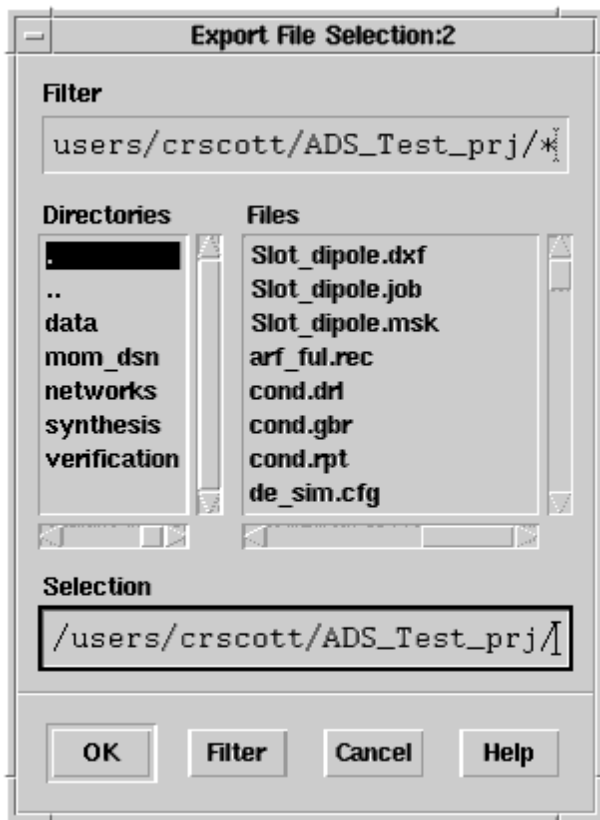 Export File Selection:2
Filter
users/crscott/ADS_Test_prj/*
Directories
.
..
data
mom_dsn
networks
synthesis
verification
Files
Slot_dipole.dxf
Slot_dipole.job
Slot_dipole.msk
arf_ful.rec
cond.drl
cond.gbr
cond.rpt
de_sim.cfg
Selection
/users/crscott/ADS_Test_prj/
OK
Filter
Cancel
Help